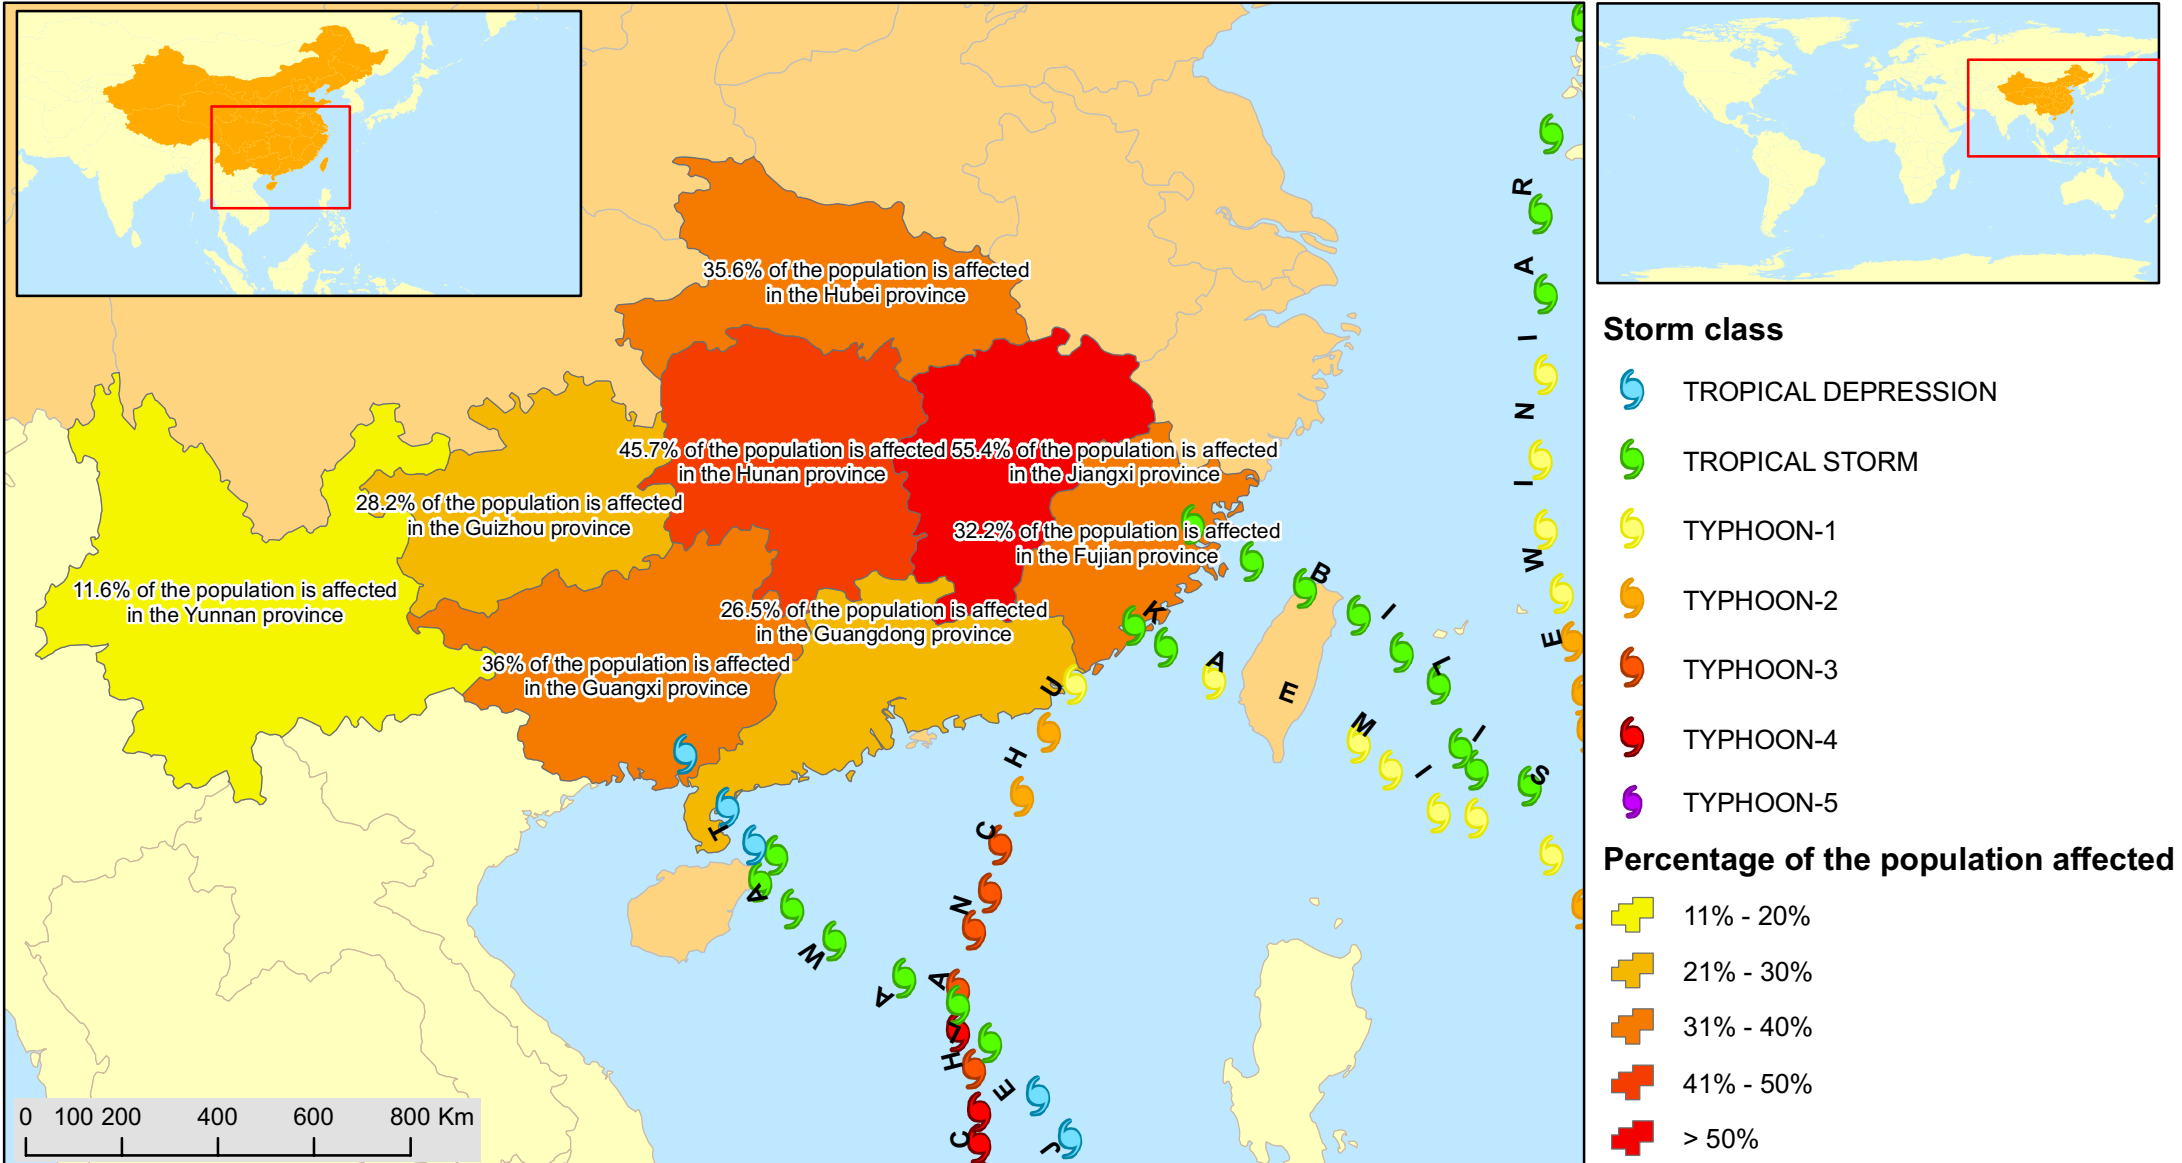 35.6% of the population is affected
in the Hubei province
45.7% of the population is affected
in the Hunan province
55.4% of the population is affected
in the Jiangxi province
28.2% of the population is affected
in the Guizhou province
32.2% of the population is affected
in the Fujian province
11.6% of the population is affected
in the Yunnan province
26.5% of the population is affected
in the Guangdong province
36% of the population is affected
in the Guangxi province
EWINIAR
BILIS
KAEMI
CHANCHU
JELAWAT
0 100 200 400 600 800 Km
Storm class
TROPICAL DEPRESSION
TROPICAL STORM
TYPHOON-1
TYPHOON-2
TYPHOON-3
TYPHOON-4
TYPHOON-5
Percentage of the population affected
11% - 20%
21% - 30%
31% - 40%
41% - 50%
> 50%